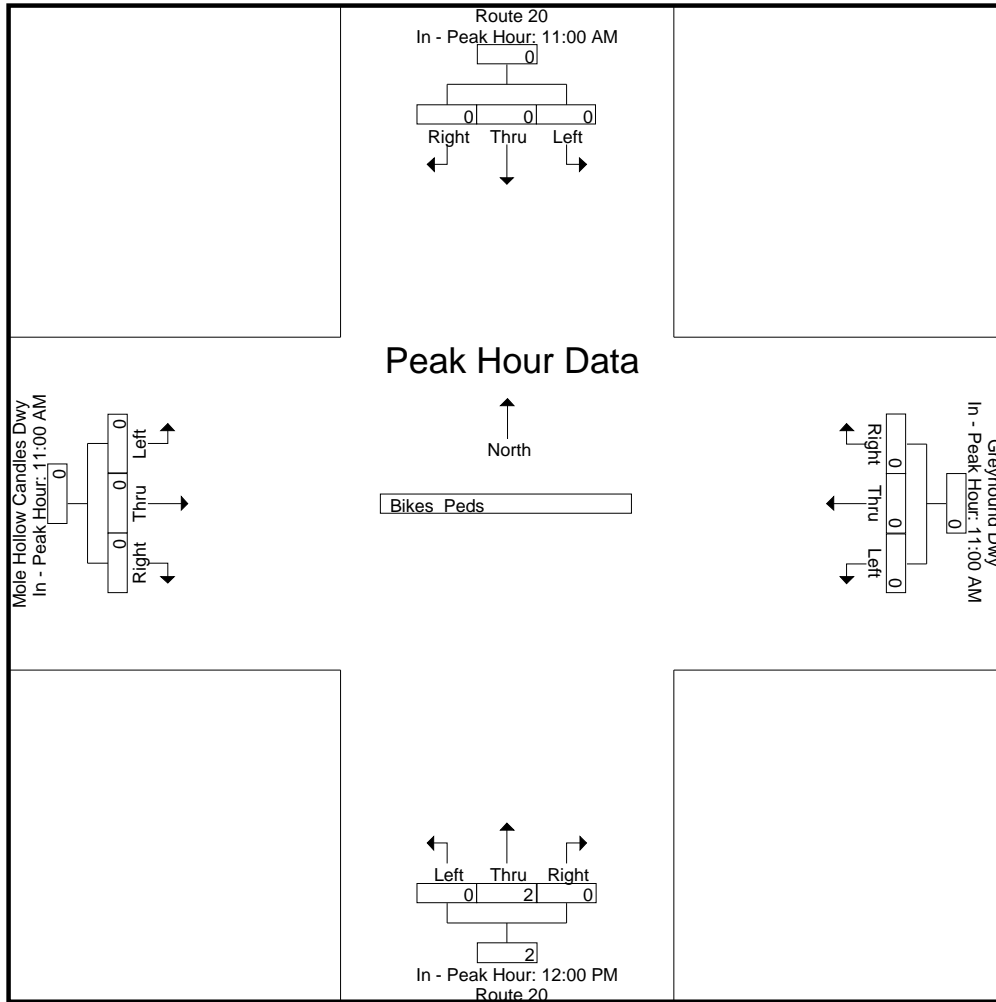 Route 20
In - Peak Hour: 11:00 AM
0
0 0 0
Right Thru Left
Peak Hour Data
North
Bikes Peds
Mole Hollow Candles Dwy
In - Peak Hour: 11:00 AM
0
0 0 0
Left Thru Right
Greyhound Dwy
In - Peak Hour: 11:00 AM
0
0 0 0
Right Thru Left
Left Thru Right
0 2 0
2
In - Peak Hour: 12:00 PM
Route 20